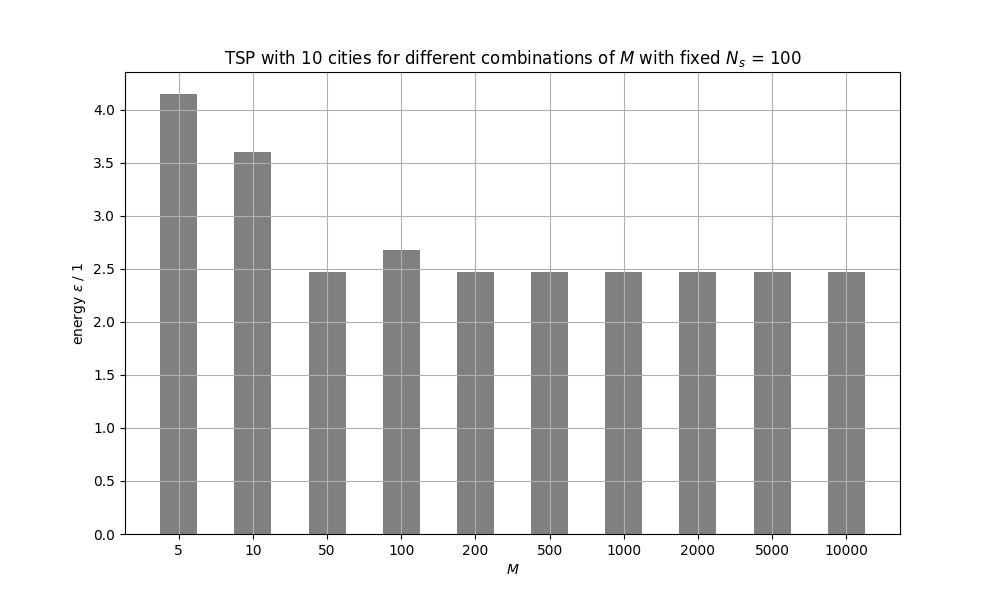 TSP with 10 cities for different combinations of M with fixed Nₛ = 100
energy ε / 1
4.0
3.5
3.0
2.5
2.0
1.5
1.0
0.5
0.0
5 10 50 100 200 500 1000 2000 5000 10000
M